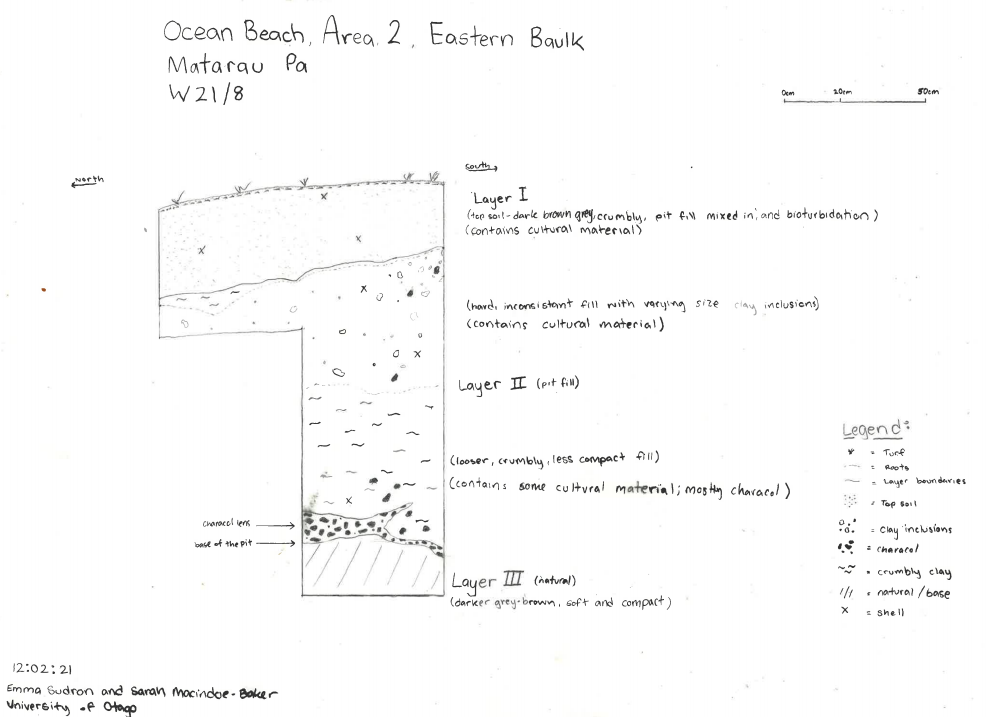 Ocean Beach, Area 2, Eastern Baulk
Matarau Pa
W21/8
0cm 20cm 50cm
North
South
Layer I
(top soil - dark brown grey, crumbly, pit fill mixed in, and bioturbidation)
(contains cultural material)
(hard, inconsistant fill with varying size clay inclusions)
(contains cultural material)
Layer II (pit fill)
(looser, crumbly, less compact fill)
(contains some cultural material; mostly characol)
characol lens
base of the pit
Layer III (natural)
(darker grey-brown, soft and compact)
Legend:
= Turf
= Roots
= Layer boundaries
= Top soil
= clay inclusions
= characol
= crumbly clay
= natural/base
= shell
12:02:21
Emma Sudron and Sarah Macindoe-Baker
University of Otago